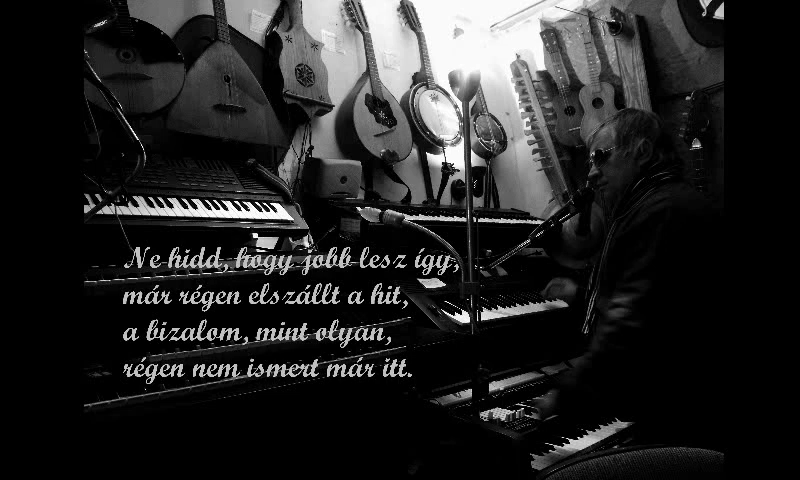 Ne hidd, hogy jobb lesz így,
már régen elszállt a hit,
a bizalom, mint olyan,
régen nem ismert már itt.